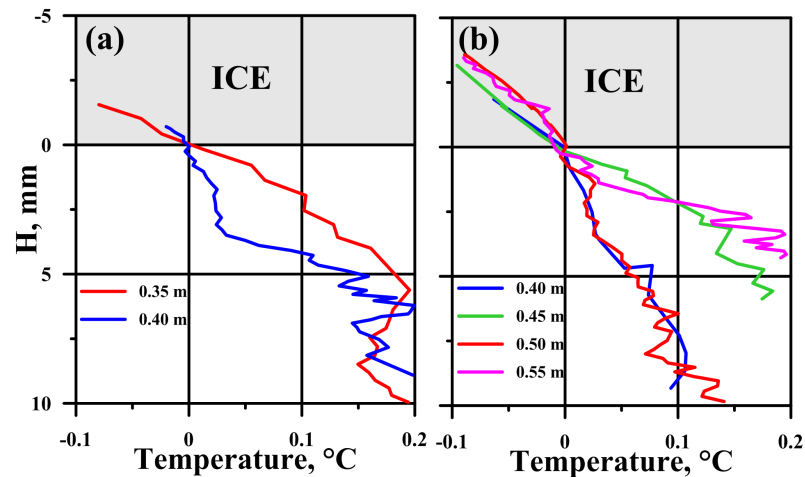 (a)
ICE
-5
0
5
10
H, mm
0.35 m
0.40 m
-0.1
0
0.1
0.2
Temperature, °C
(b)
ICE
0.40 m
0.45 m
0.50 m
0.55 m
-0.1
0
0.1
0.2
Temperature, °C